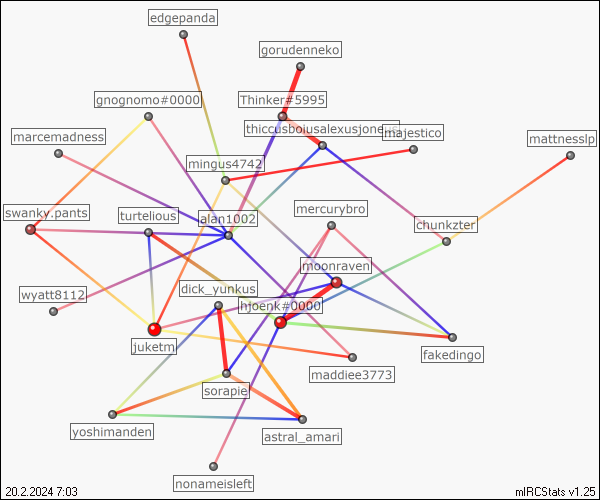 edgepanda
gorudenneko
gnognomo#0000
Thinker#5995
thiccusboiusalexusjones
majestico
marcemadness
mattnesslp
mingus4742
swanky.pants
turtelious
alan1002
mercurybro
chunkzter
moonraven
wyatt8112
dick_yunkus
hjoenk#0000
juketm
fakedingo
maddiee3773
sorapie
yoshimanden
astral_amari
nonameisleft
20.2.2024 7:03
mIRCStats v1.25